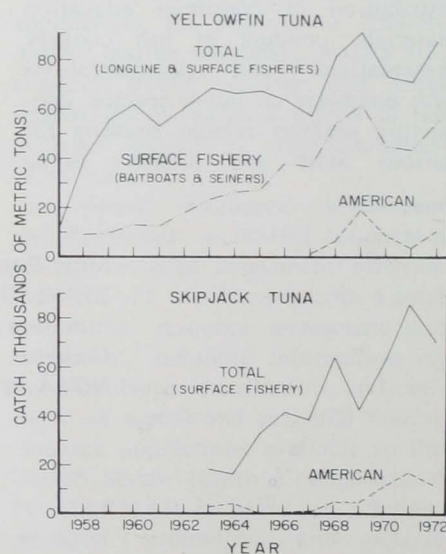 YELLOWFIN TUNA
TOTAL
(LONGLINE & SURFACE FISHERIES)
SURFACE FISHERY
(BAITBOATS & SEINERS)
AMERICAN
80
60
40
20
0
CATCH (THOUSANDS OF METRIC TONS)
SKIPJACK TUNA
TOTAL
(SURFACE FISHERY)
AMERICAN
80
60
40
20
0
1958 1960 1962 1964 1966 1968 1970 1972
YEAR